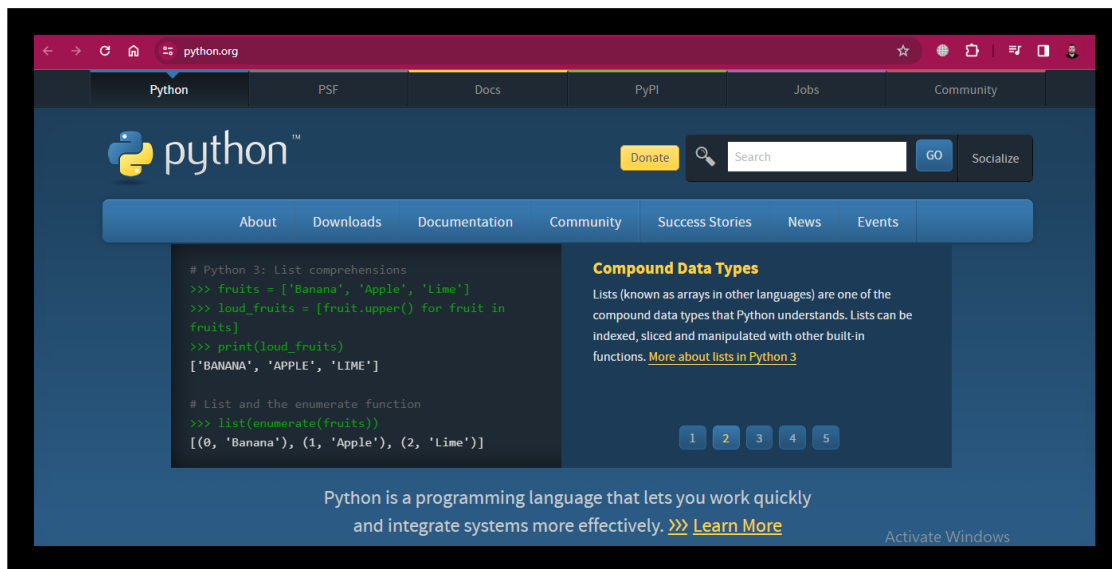 python.org
Python PSF Docs PyPI Jobs Community
python™
Donate Search GO Socialize
About Downloads Documentation Community Success Stories News Events
# Python 3: List comprehensions
>>> fruits = ['Banana', 'Apple', 'Lime']
>>> loud_fruits = [fruit.upper() for fruit in
fruits]
>>> print(loud_fruits)
['BANANA', 'APPLE', 'LIME']
# List and the enumerate function
>>> list(enumerate(fruits))
[(0, 'Banana'), (1, 'Apple'), (2, 'Lime')]
Compound Data Types
Lists (known as arrays in other languages) are one of the
compound data types that Python understands. Lists can be
indexed, sliced and manipulated with other built-in
functions. More about lists in Python 3
1 2 3 4 5
Python is a programming language that lets you work quickly
and integrate systems more effectively. >>> Learn More
Activate Windows